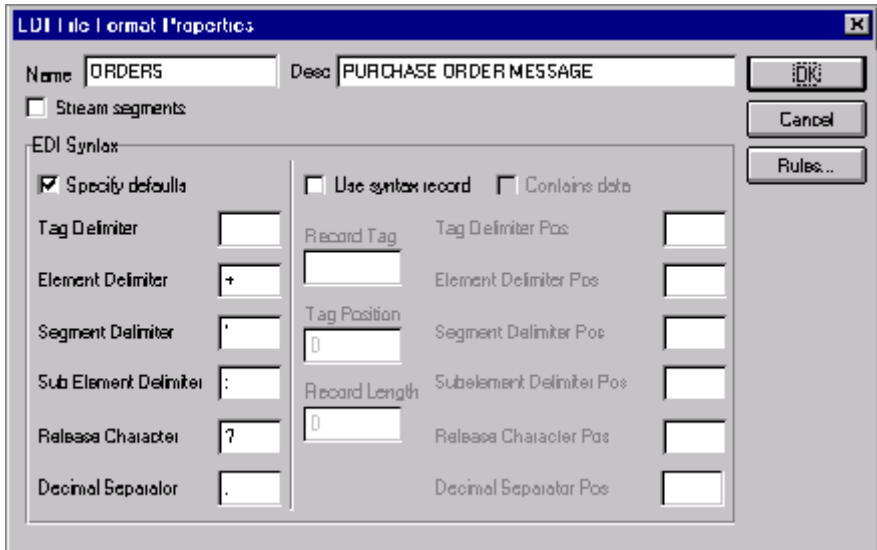 EDI File Format Properties
Name ORDERS Desc PURCHASE ORDER MESSAGE OK
Stream segments Cancel
EDI Syntax Rules...
Specify defaults Use syntax record Contains data
Tag Delimiter Record Tag Tag Delimiter Pos
Element Delimiter + Element Delimiter Pos
Segment Delimiter ' Tag Position 0 Segment Delimiter Pos
Sub Element Delimiter : Record Length Subelement Delimiter Pos
Release Character ? 0 Release Character Pos
Decimal Separator . Decimal Separator Pos